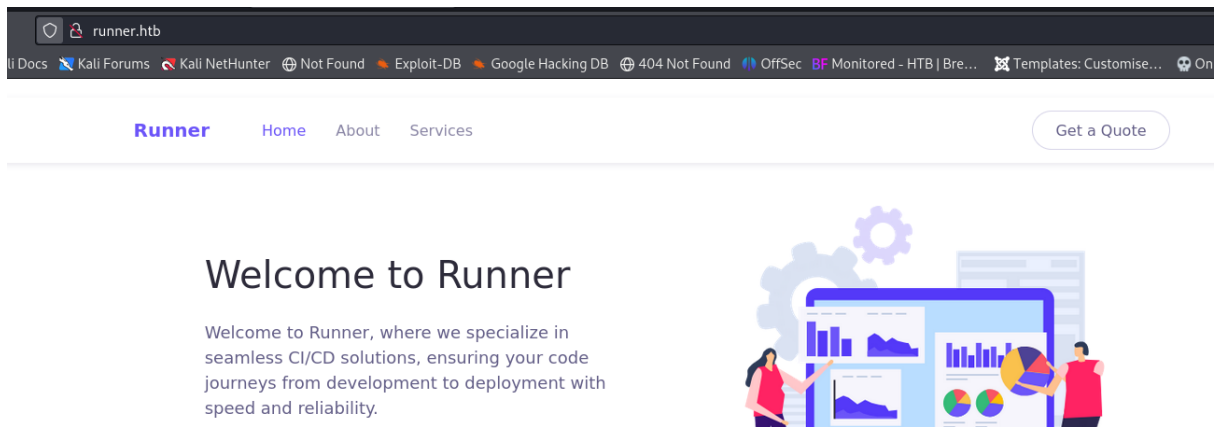 runner.htb
li Docs Kali Forums Kali NetHunter Not Found Exploit-DB Google Hacking DB 404 Not Found OffSec BF Monitored - HTB | Bre... Templates: Customise... On
Runner Home About Services Get a Quote
Welcome to Runner
Welcome to Runner, where we specialize in
seamless CI/CD solutions, ensuring your code
journeys from development to deployment with
speed and reliability.